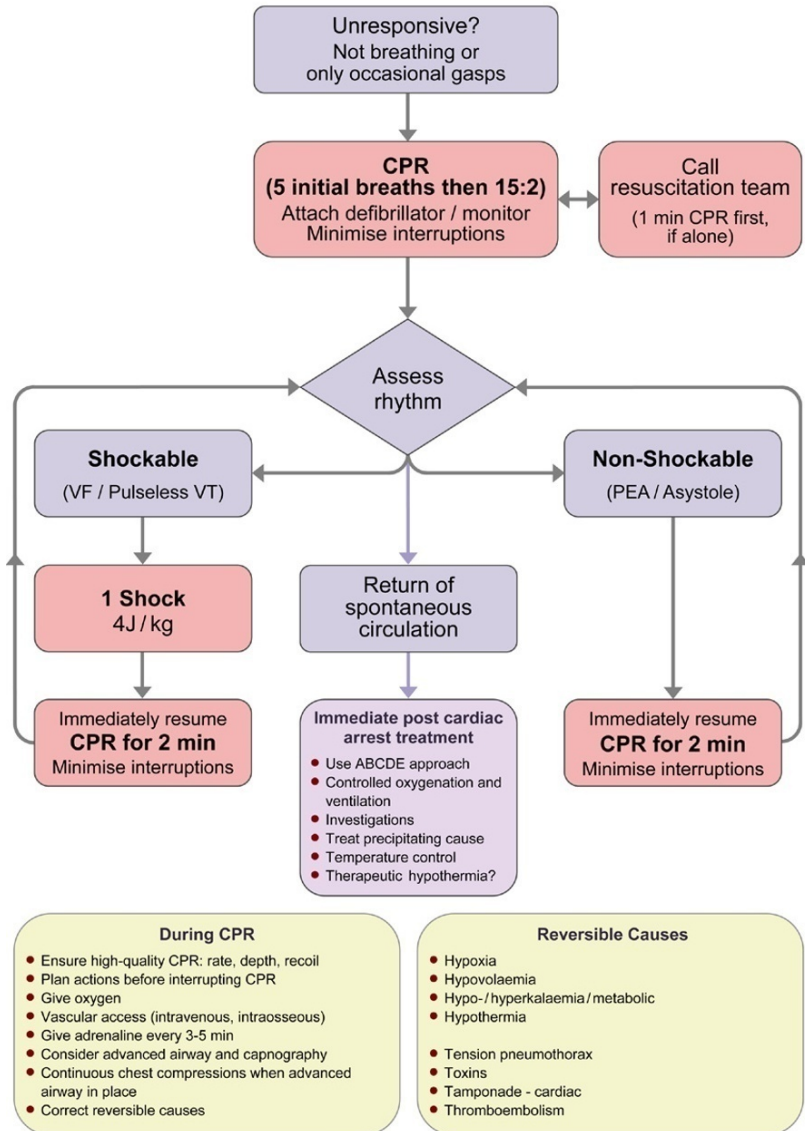 Unresponsive?
Not breathing or
only occasional gasps
CPR
(5 initial breaths then 15:2)
Attach defibrillator / monitor
Minimise interruptions
Call
resuscitation team
(1 min CPR first,
if alone)
Assess
rhythm
Shockable
(VF / Pulseless VT)
Non-Shockable
(PEA / Asystole)
1 Shock
4J / kg
Return of
spontaneous
circulation
Immediately resume
CPR for 2 min
Minimise interruptions
Immediate post cardiac
arrest treatment
● Use ABCDE approach
● Controlled oxygenation and
ventilation
● Investigations
● Treat precipitating cause
● Temperature control
● Therapeutic hypothermia?
Immediately resume
CPR for 2 min
Minimise interruptions
During CPR
● Ensure high-quality CPR: rate, depth, recoil
● Plan actions before interrupting CPR
● Give oxygen
● Vascular access (intravenous, intraosseous)
● Give adrenaline every 3-5 min
● Consider advanced airway and capnography
● Continuous chest compressions when advanced
airway in place
● Correct reversible causes
Reversible Causes
● Hypoxia
● Hypovolaemia
● Hypo- / hyperkalaemia / metabolic
● Hypothermia
● Tension pneumothorax
● Toxins
● Tamponade - cardiac
● Thromboembolism